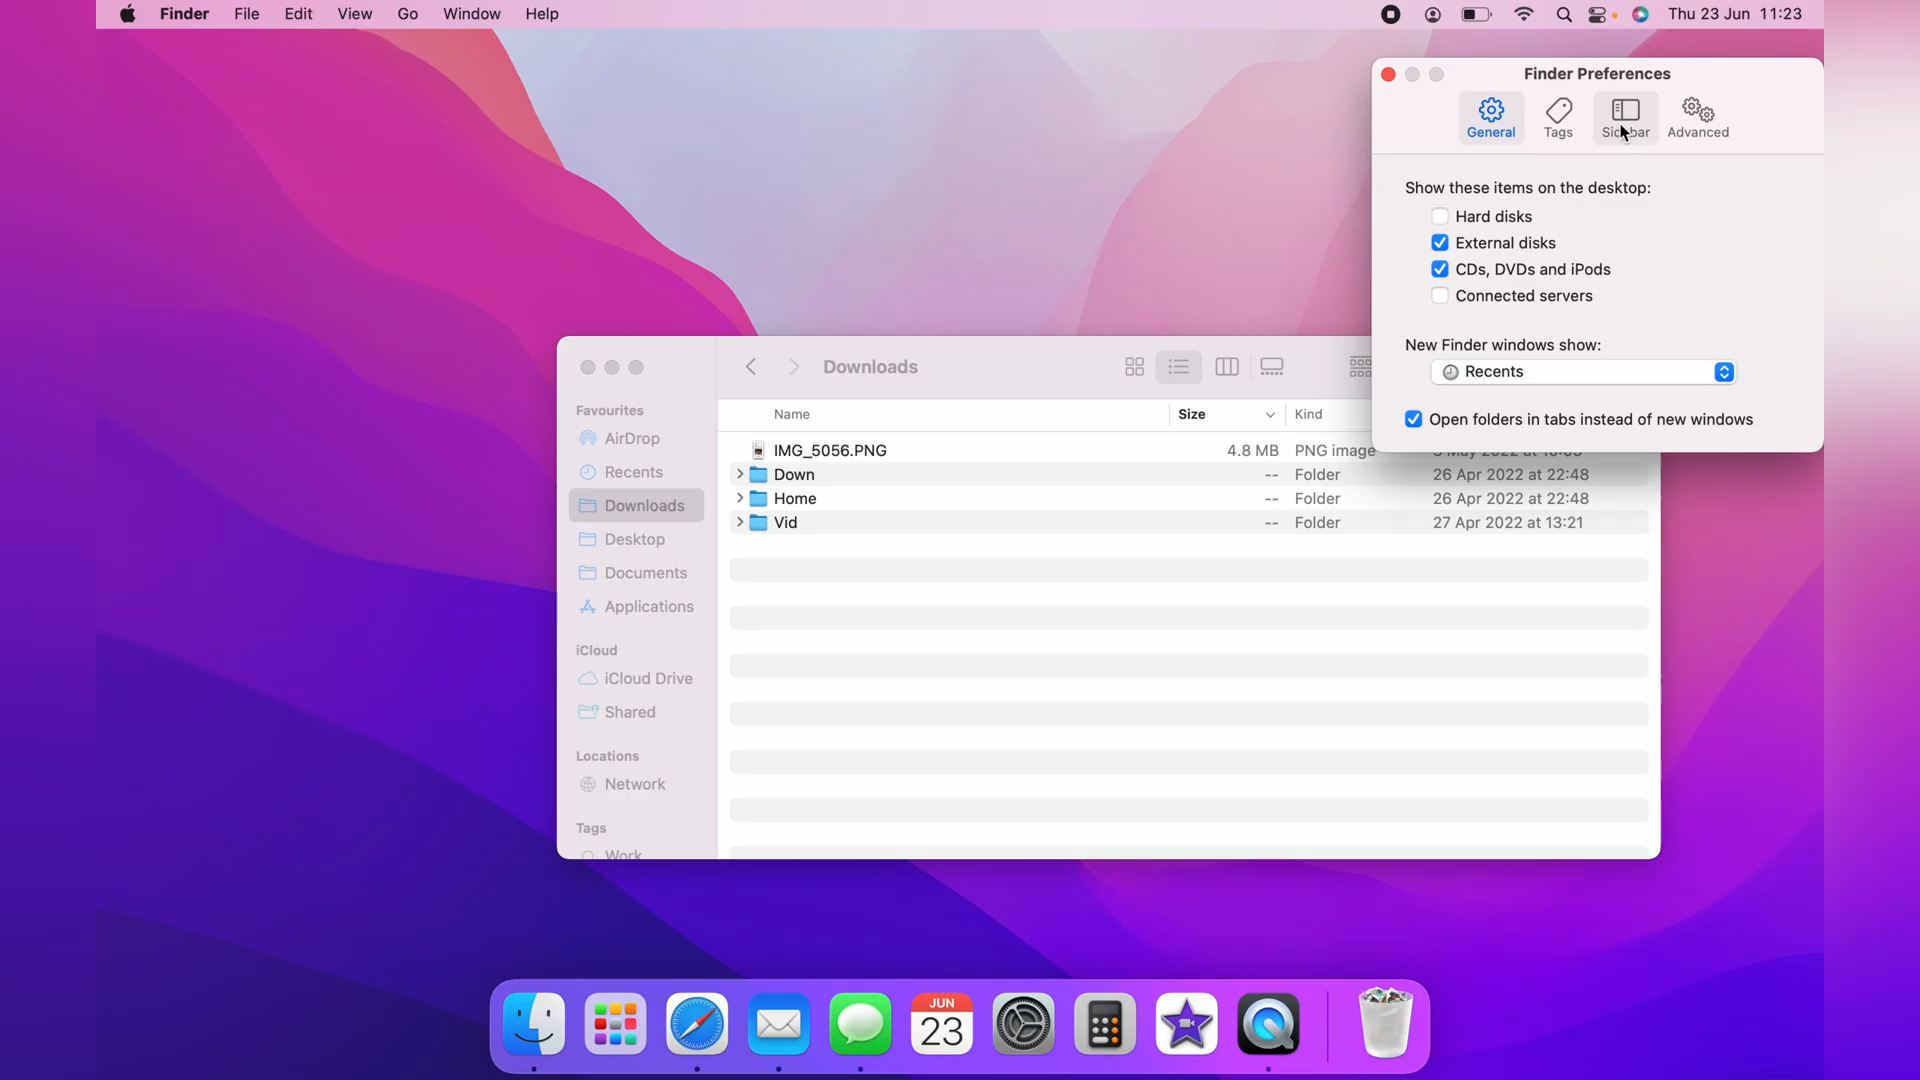 Finder File Edit View Go Window Help Thu 23 Jun 11:23
Finder Preferences
General Tags Sidebar Advanced
Show these items on the desktop:
Hard disks
External disks
CDs, DVDs and iPods
Connected servers
New Finder windows show:
Recents
Open folders in tabs instead of new windows
Downloads
Favourites
AirDrop
Recents
Downloads
Desktop
Documents
Applications
iCloud
iCloud Drive
Shared
Locations
Network
Tags
Work
Name Size Kind
IMG_5056.PNG 4.8 MB PNG image
Down -- Folder 26 Apr 2022 at 22:48
Home -- Folder 26 Apr 2022 at 22:48
Vid -- Folder 27 Apr 2022 at 13:21
JUN
23